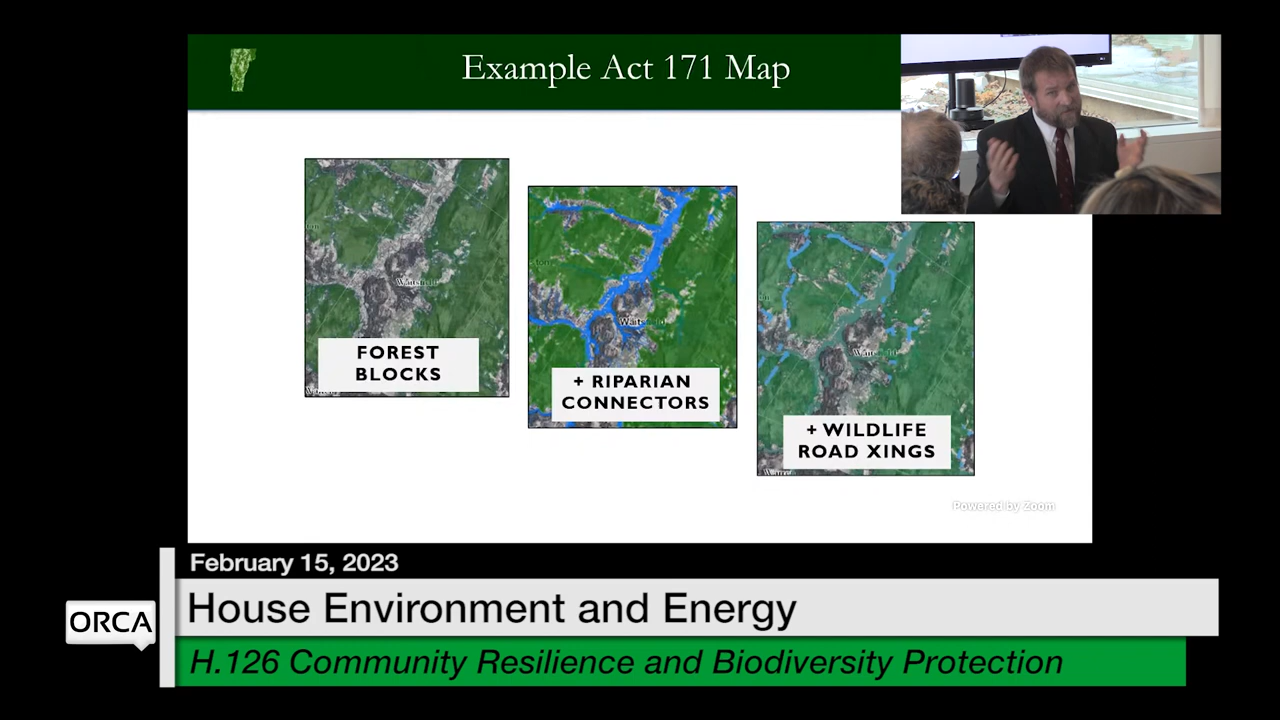 Example Act 171 Map
Waitsfield
FOREST
BLOCKS
+ RIPARIAN
CONNECTORS
+ WILDLIFE
ROAD XINGS
Powered by Zoom
February 15, 2023
ORCA
House Environment and Energy
H.126 Community Resilience and Biodiversity Protection